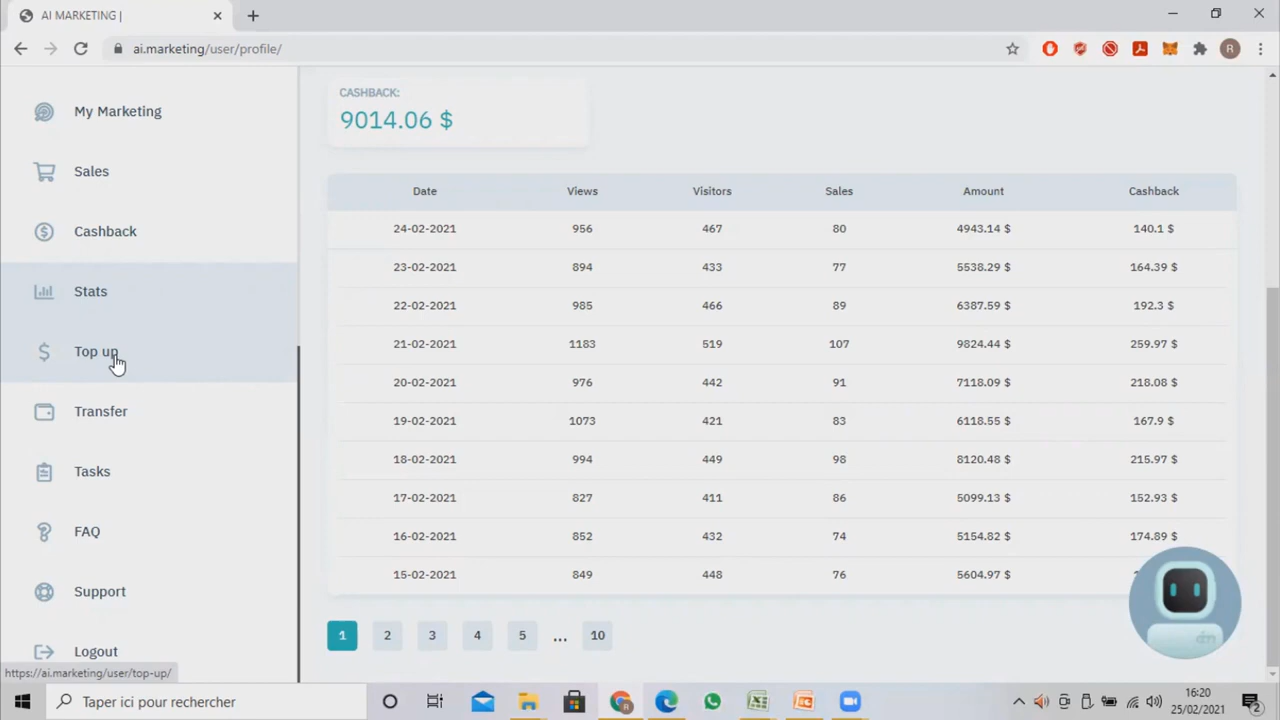 AI MARKETING |
ai.marketing/user/profile/
R
My Marketing
Sales
Cashback
Stats
Top up
Transfer
Tasks
FAQ
Support
Logout
https://ai.marketing/user/top-up/
CASHBACK:
9014.06 $
Date Views Visitors Sales Amount Cashback
24-02-2021 956 467 80 4943.14 $ 140.1 $
23-02-2021 894 433 77 5538.29 $ 164.39 $
22-02-2021 985 466 89 6387.59 $ 192.3 $
21-02-2021 1183 519 107 9824.44 $ 259.97 $
20-02-2021 976 442 91 7118.09 $ 218.08 $
19-02-2021 1073 421 83 6118.55 $ 167.9 $
18-02-2021 994 449 98 8120.48 $ 215.97 $
17-02-2021 827 411 86 5099.13 $ 152.93 $
16-02-2021 852 432 74 5154.82 $ 174.89 $
15-02-2021 849 448 76 5604.97 $
1 2 3 4 5 ... 10
Taper ici pour rechercher
16:20
25/02/2021
2